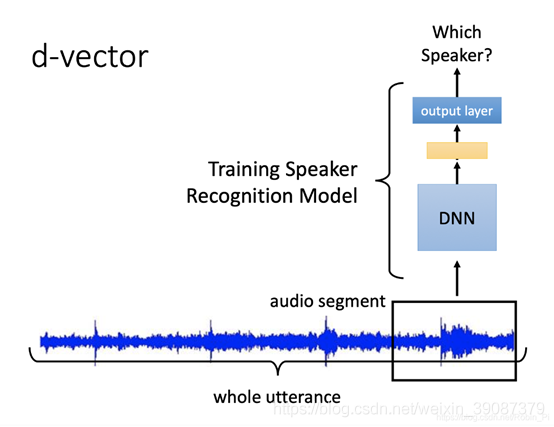 d-vector
Which
Speaker?
output layer
Training Speaker
Recognition Model
DNN
audio segment
whole utterance
https://blog.csdn.net/weixin_39087379